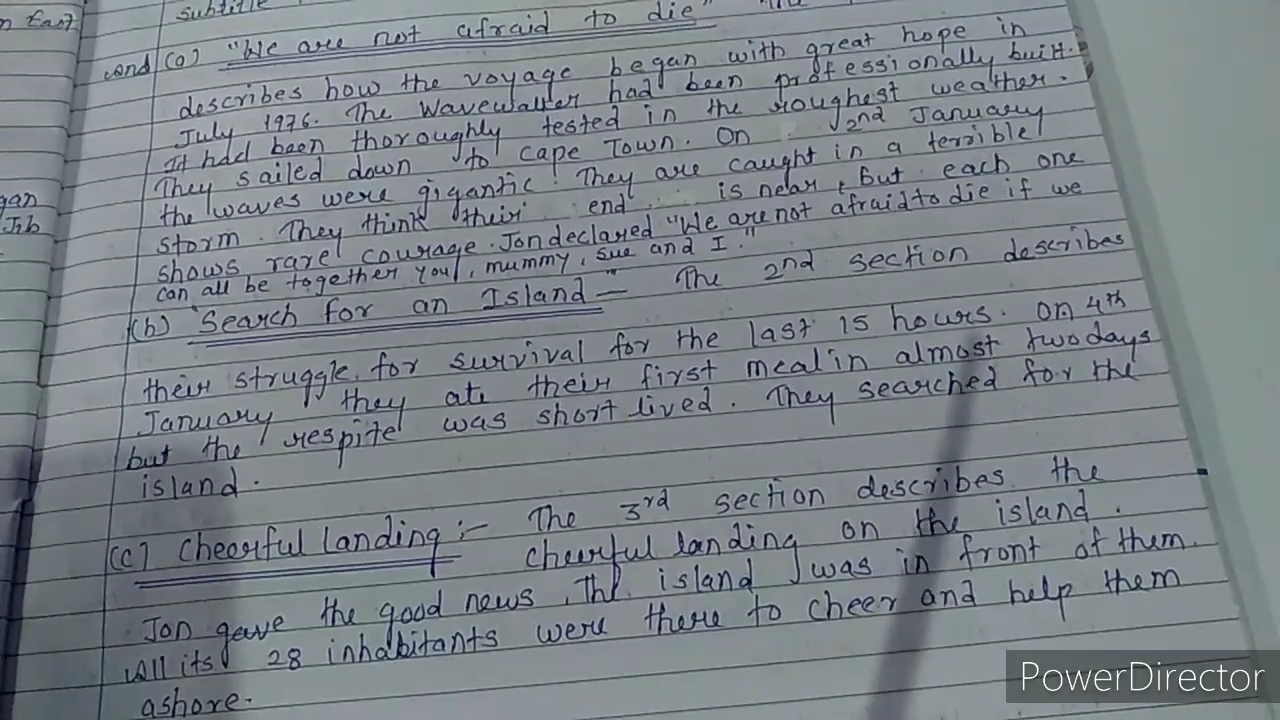 n East
subtitle
and (a) "We are not afraid to die"
describes how the voyage began with great hope in
July 1976. The Wavewalker had been professionally built.
It had been thoroughly tested in the roughest weather.
They sailed down to Cape Town. On 2nd January
the waves were gigantic. They are caught in a terrible
storm. They think their end is near, but each one
shows rare courage. Jon declared "We are not afraid to die if we
can all be together you, mummy, sue and I."
(b) "Search for an Island" – The 2nd section describes
their struggle for survival for the last 15 hours. On 4th
January they ate their first meal in almost two days
but the respite was short lived. They searched for the
island.
(c) Cheerful Landing :- The 3rd section describes the
cheerful landing on the island.
Jon gave the good news. The island was in front of them.
All its 28 inhabitants were there to cheer and help them
ashore.
gan
PowerDirector